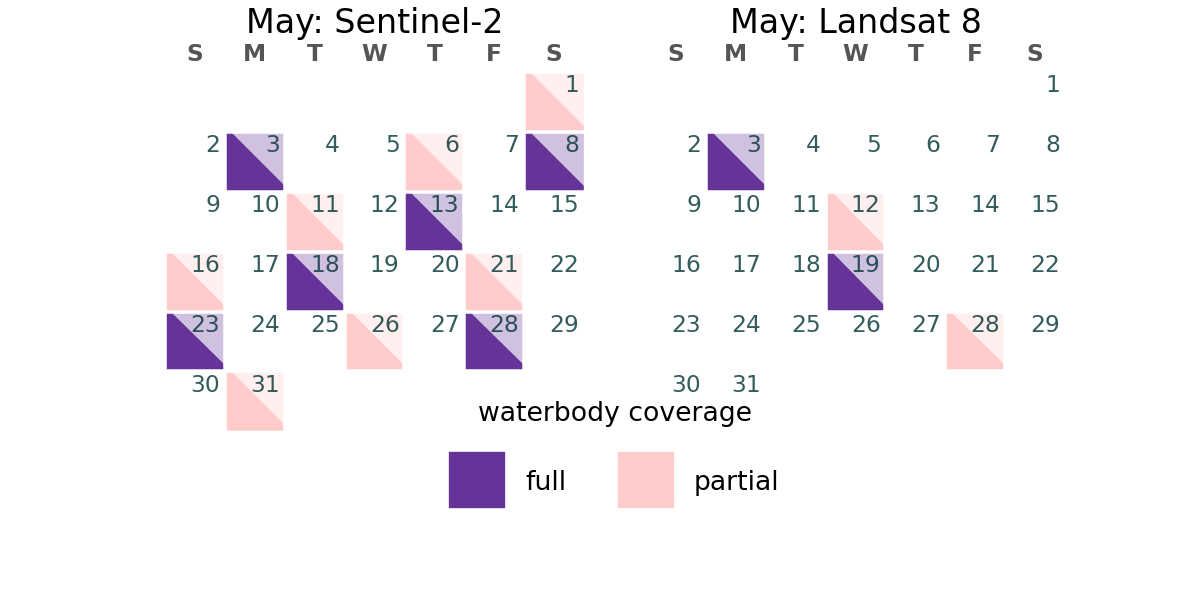 May: Sentinel-2
S M T W T F S
1
2 3 4 5 6 7 8
9 10 11 12 13 14 15
16 17 18 19 20 21 22
23 24 25 26 27 28 29
30 31
May: Landsat 8
S M T W T F S
1
2 3 4 5 6 7 8
9 10 11 12 13 14 15
16 17 18 19 20 21 22
23 24 25 26 27 28 29
30 31
waterbody coverage
full
partial